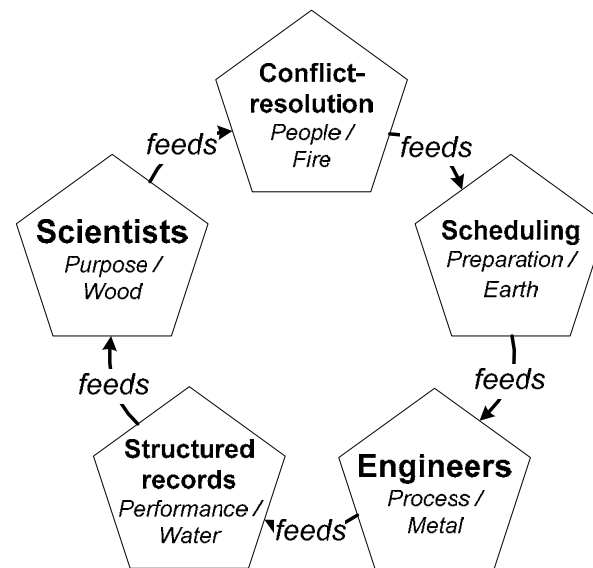 Conflict-
resolution
People /
Fire
feeds
feeds
Scientists
Purpose /
Wood
Scheduling
Preparation /
Earth
feeds
feeds
Structured
records
Performance /
Water
Engineers
Process /
Metal
feeds